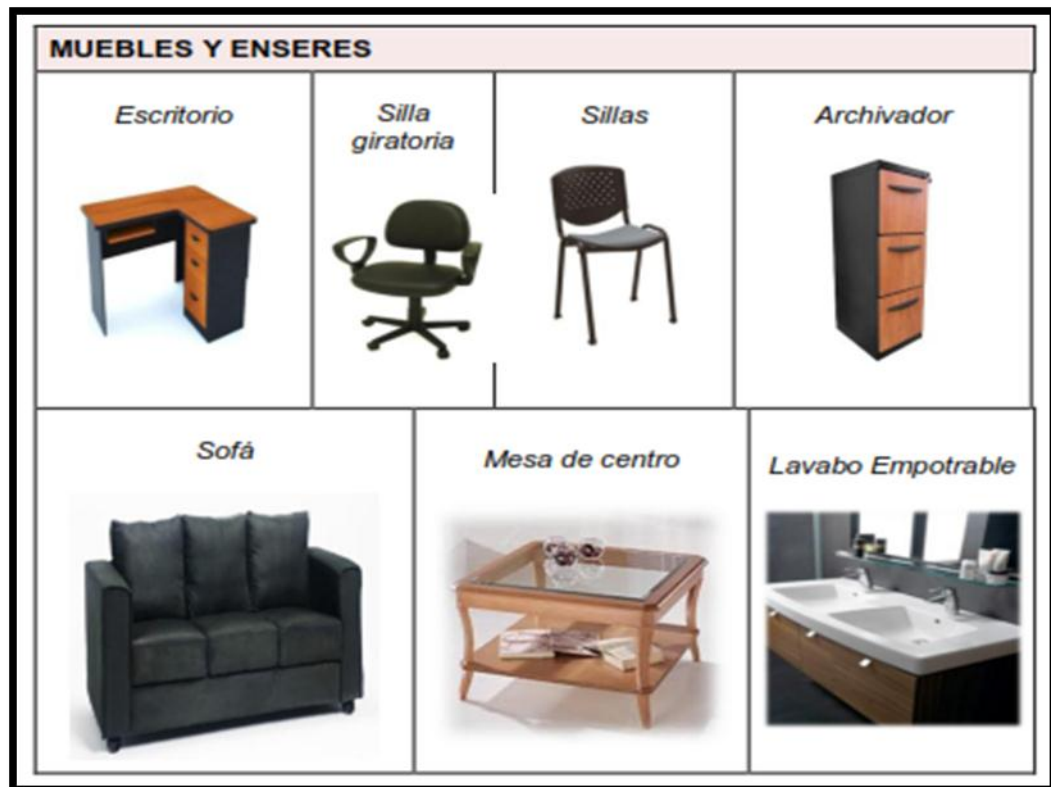 MUEBLES Y ENSERES
Escritorio
Silla
giratoria
Sillas
Archivador
Sofá
Mesa de centro
Lavabo Empotrable